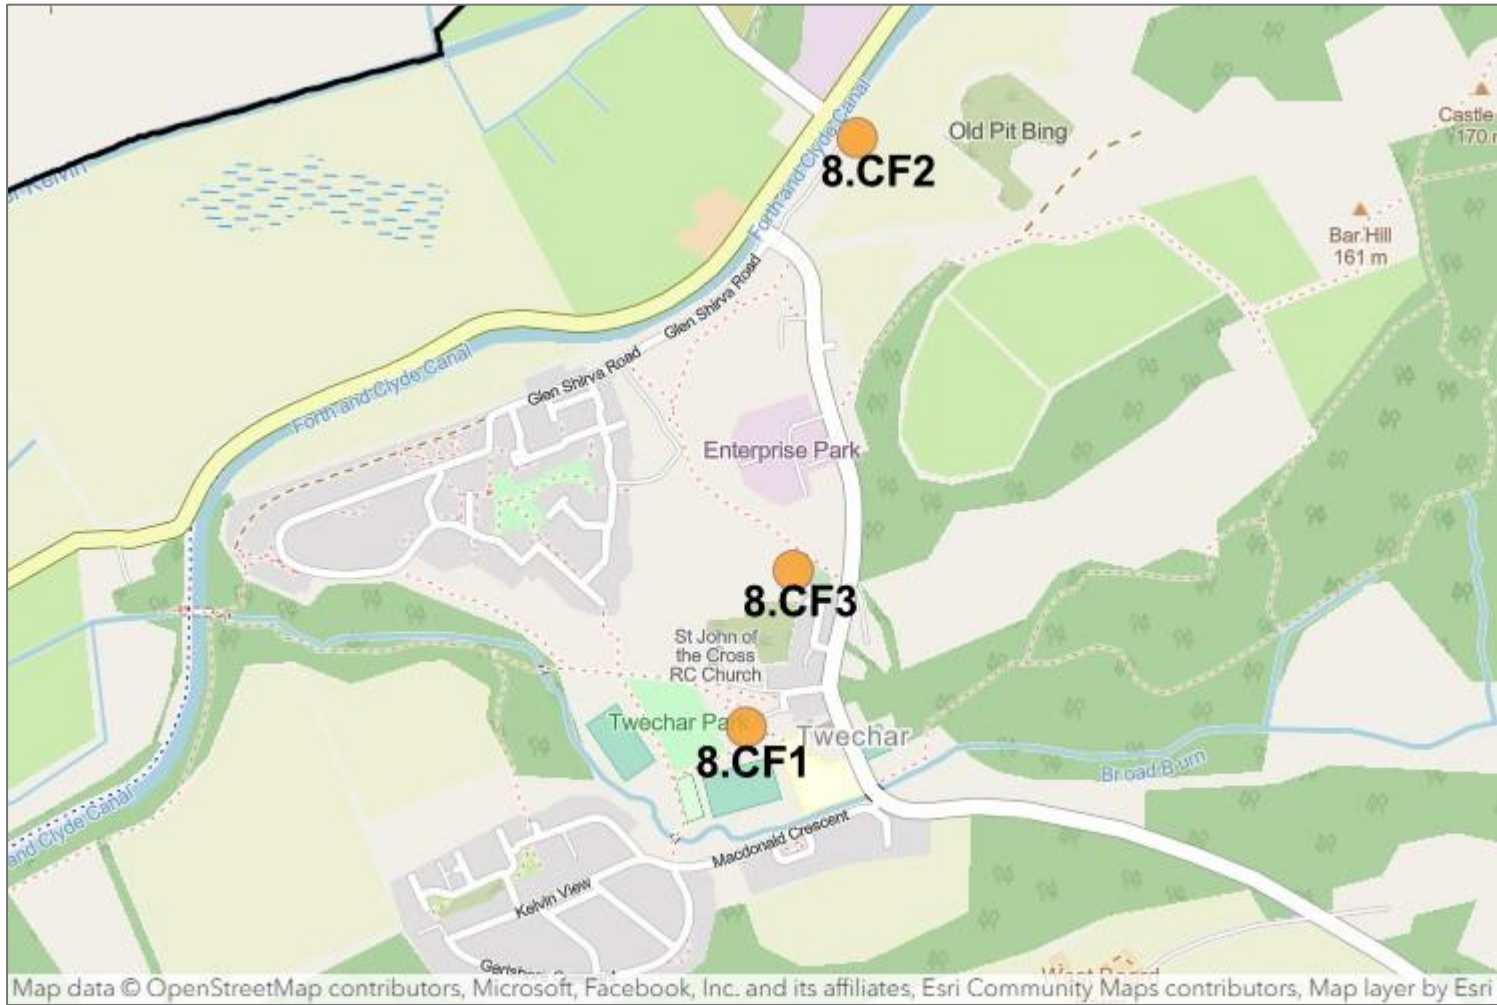 Castle
170 m
Old Pit Bing
Forth and Clyde Canal
8.CF2
Kelvin
Bar Hill
161 m
Glen Shirva Road
Glen Shirva Road
Forth and Clyde Canal
Enterprise Park
8.CF3
St John of
the Cross
RC Church
Twechar Park
Twechar
8.CF1
Broad Burn
and Clyde Canal
Macdonald Crescent
Kelvin View
Map data © OpenStreetMap contributors, Microsoft, Facebook, Inc. and its affiliates, Esri Community Maps contributors, Map layer by Esri